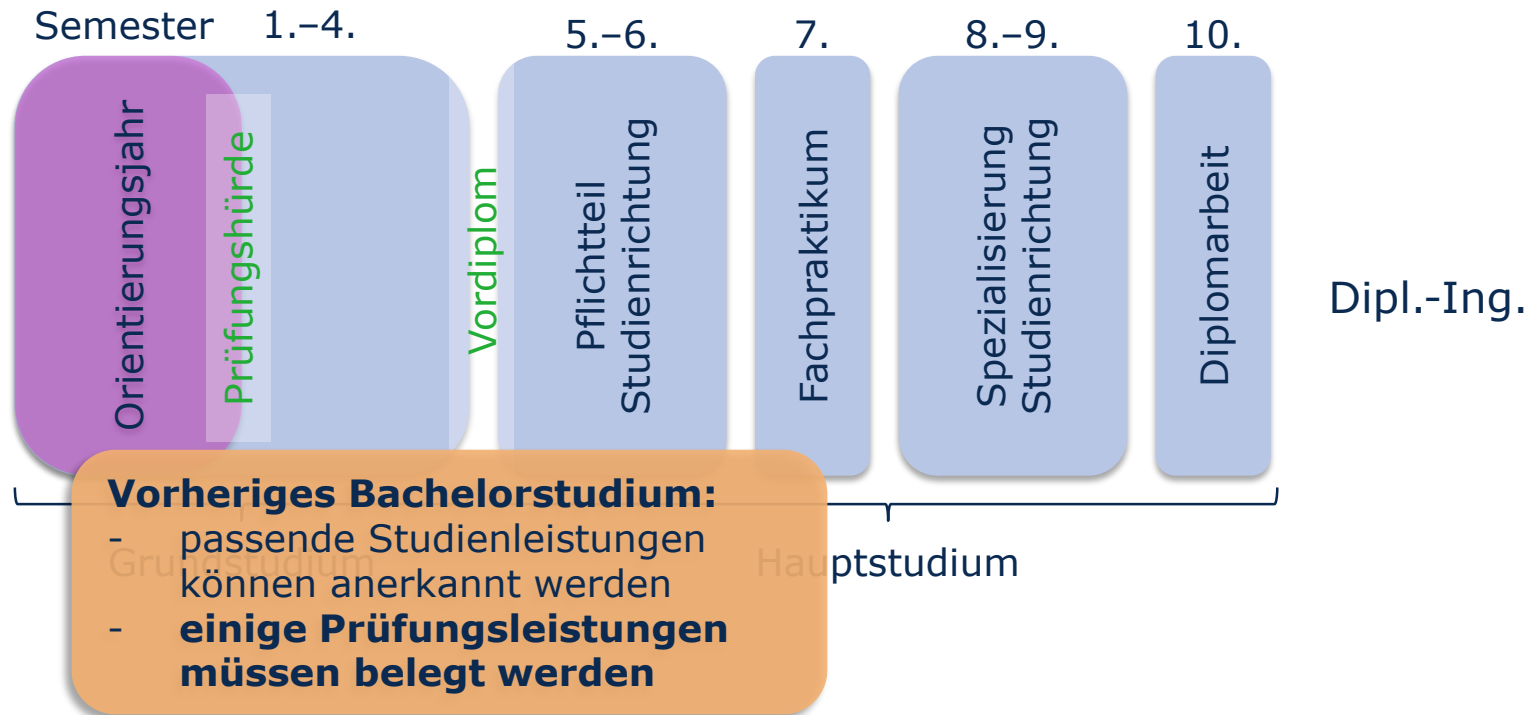 Semester 1.–4. 5.–6. 7. 8.–9. 10.
Orientierungsjahr
Prüfungshürde
Vordiplom
Pflichtteil
Studienrichtung
Fachpraktikum
Spezialisierung
Studienrichtung
Diplomarbeit
Dipl.-Ing.
Grundstudium
Hauptstudium
Vorheriges Bachelorstudium:
- passende Studienleistungen
können anerkannt werden
- einige Prüfungsleistungen
müssen belegt werden